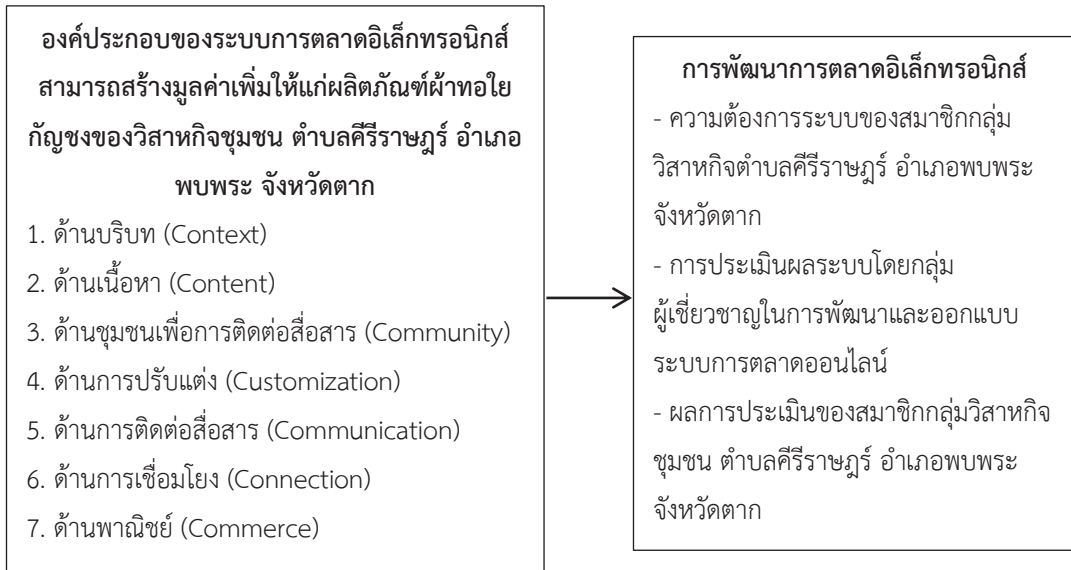 องค์ประกอบของระบบการตลาดอิเล็กทรอนิกส์
สามารถสร้างมูลค่าเพิ่มให้แก่ผลิตภัณฑ์ผ้าทอใย
กัญชงของวิสาหกิจชุมชน ตำบลคีรีราษฎร์ อำเภอ
พบพระ จังหวัดตาก
1. ด้านบริบท (Context)
2. ด้านเนื้อหา (Content)
3. ด้านชุมชนเพื่อการติดต่อสื่อสาร (Community)
4. ด้านการปรับแต่ง (Customization)
5. ด้านการติดต่อสื่อสาร (Communication)
6. ด้านการเชื่อมโยง (Connection)
7. ด้านพาณิชย์ (Commerce)
การพัฒนาการตลาดอิเล็กทรอนิกส์
- ความต้องการระบบของสมาชิกกลุ่ม
วิสาหกิจตำบลคีรีราษฎร์ อำเภอพบพระ
จังหวัดตาก
- การประเมินผลระบบโดยกลุ่ม
ผู้เชี่ยวชาญในการพัฒนาและออกแบบ
ระบบการตลาดออนไลน์
- ผลการประเมินของสมาชิกกลุ่มวิสาหกิจ
ชุมชน ตำบลคีรีราษฎร์ อำเภอพบพระ
จังหวัดตาก